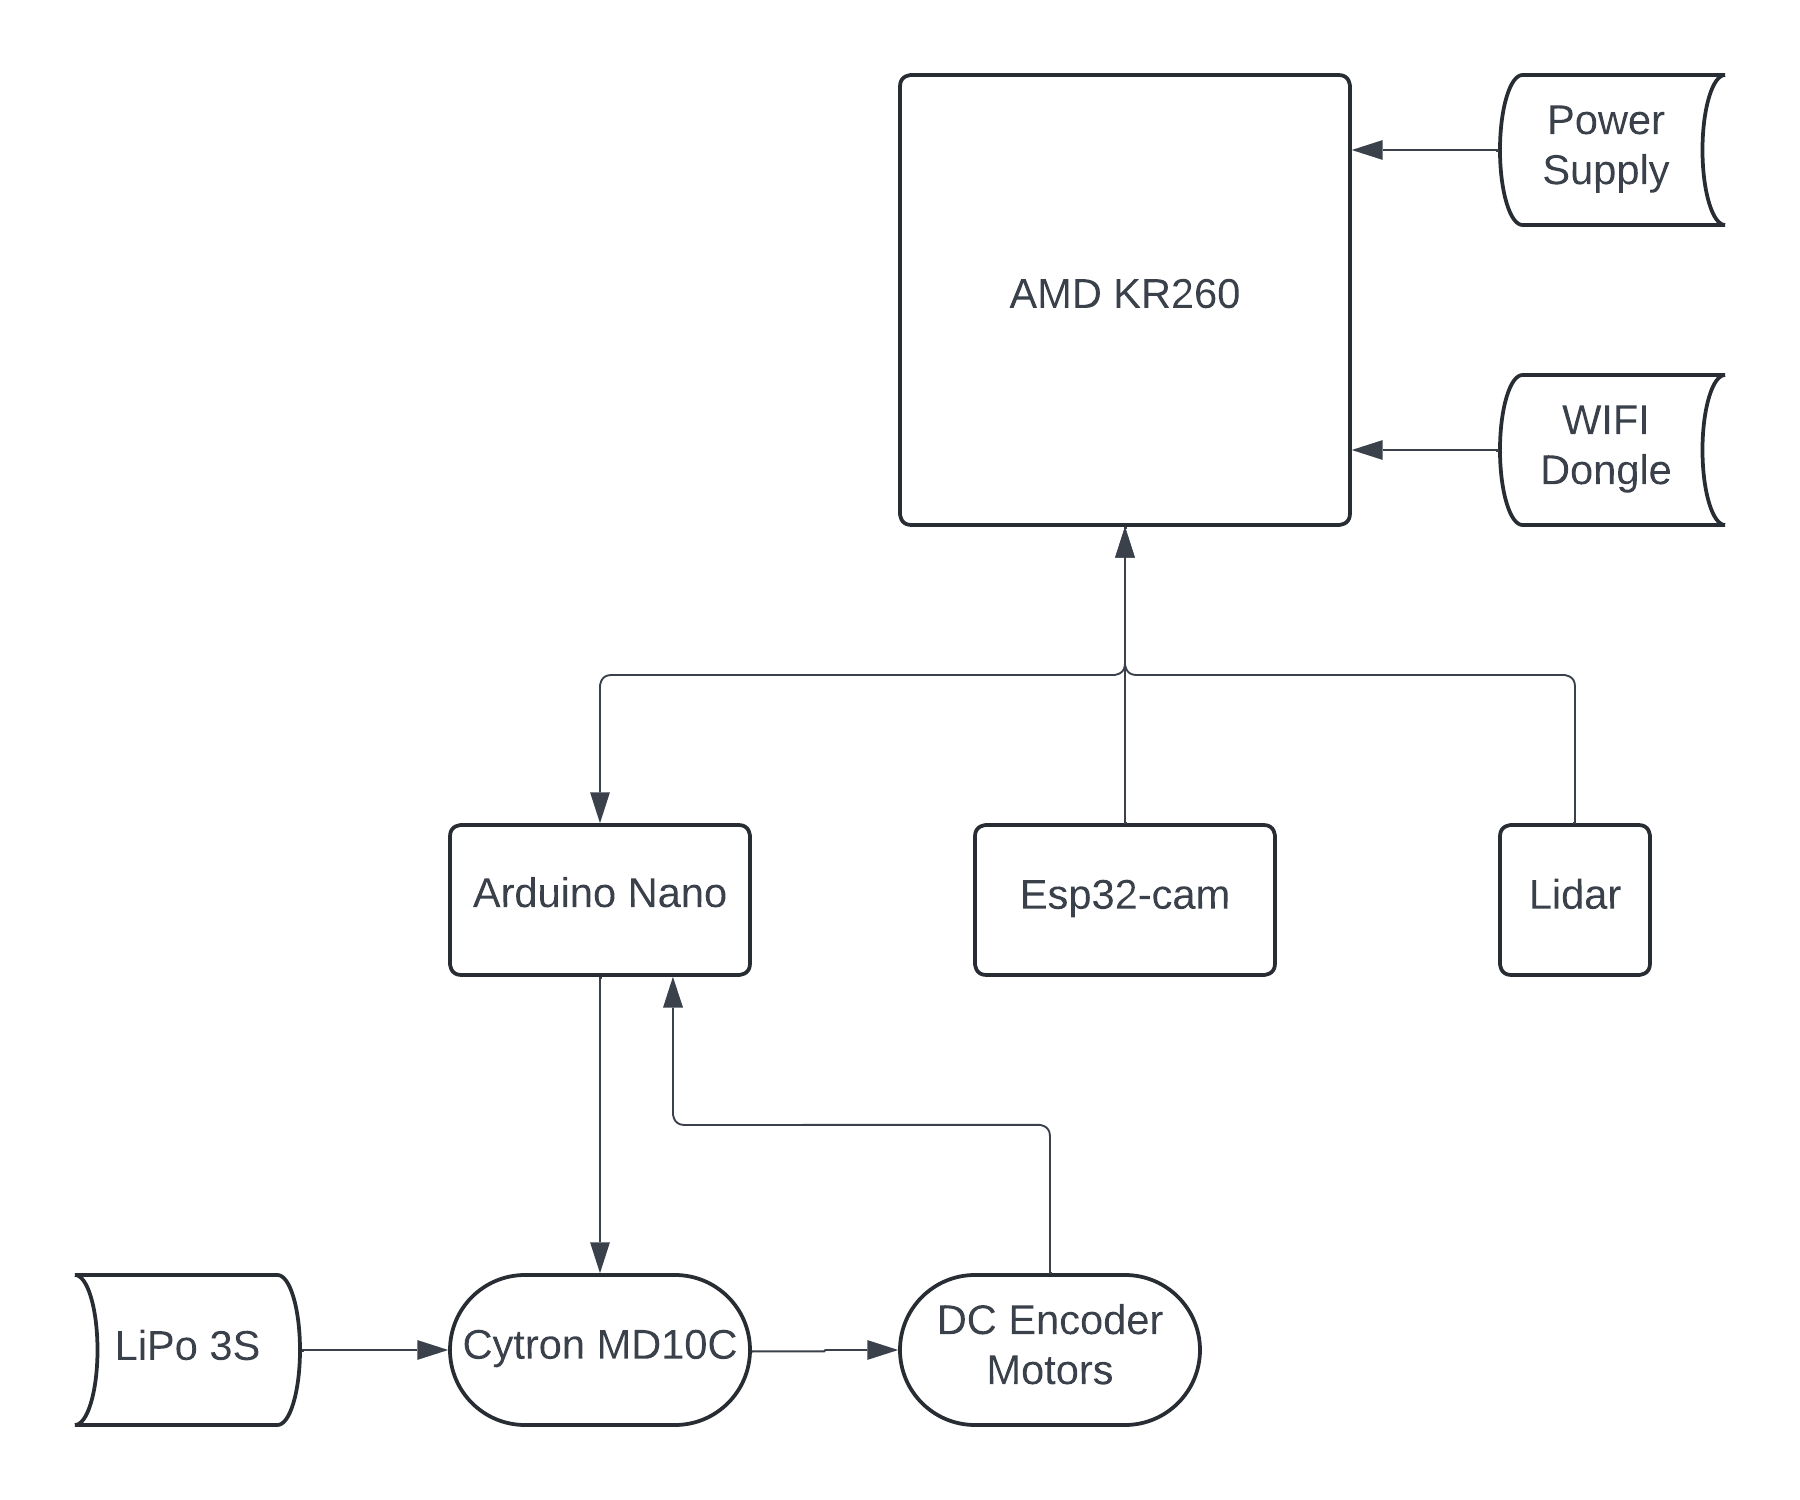 Power
Supply
AMD KR260
WIFI
Dongle
Arduino Nano
Esp32-cam
Lidar
LiPo 3S
Cytron MD10C
DC Encoder
Motors